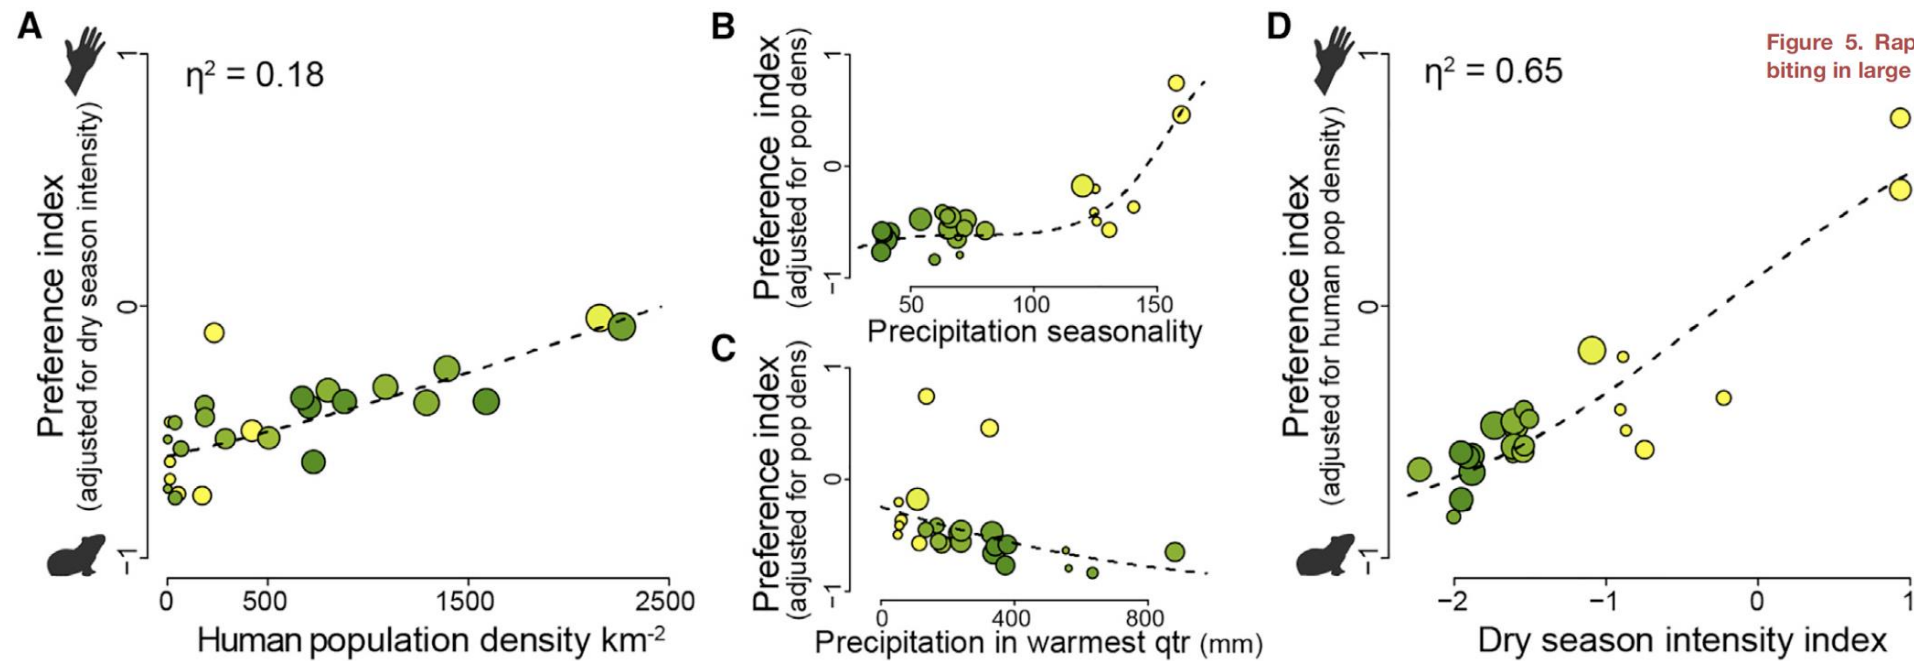 A
1
η² = 0.18
Preference index
(adjusted for dry season intensity)
0
−1
0
500
1500
2500
Human population density km-2
B
Preference index
(adjusted for pop dens)
1
0
−1
50
100
150
Precipitation seasonality
C
Preference index
(adjusted for pop dens)
1
0
−1
0
400
800
Precipitation in warmest qtr (mm)
D
1
η² = 0.65
Preference index
(adjusted for human pop density)
0
−1
−2
−1
0
1
Dry season intensity index
Figure 5. Rap
biting in large